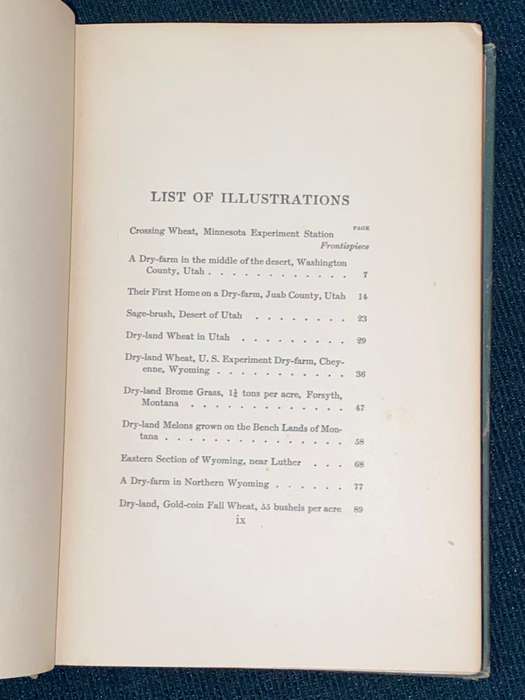 LIST OF ILLUSTRATIONS
PAGE
Crossing Wheat, Minnesota Experiment Station
Frontispiece
A Dry-farm in the middle of the desert, Washington
County, Utah . . . . . . . . . . . . 7
Their First Home on a Dry-farm, Juab County, Utah 14
Sage-brush, Desert of Utah . . . . . . . . 23
Dry-land Wheat in Utah . . . . . . . . . 29
Dry-land Wheat, U. S. Experiment Dry-farm, Chey-
enne, Wyoming . . . . . . . . . . . 36
Dry-land Brome Grass, 1¼ tons per acre, Forsyth,
Montana . . . . . . . . . . . . . 47
Dry-land Melons grown on the Bench Lands of Mon-
tana . . . . . . . . . . . . . . . 58
Eastern Section of Wyoming, near Luther . . . 68
A Dry-farm in Northern Wyoming . . . . . . 77
Dry-land, Gold-coin Fall Wheat, 55 bushels per acre 89
ix